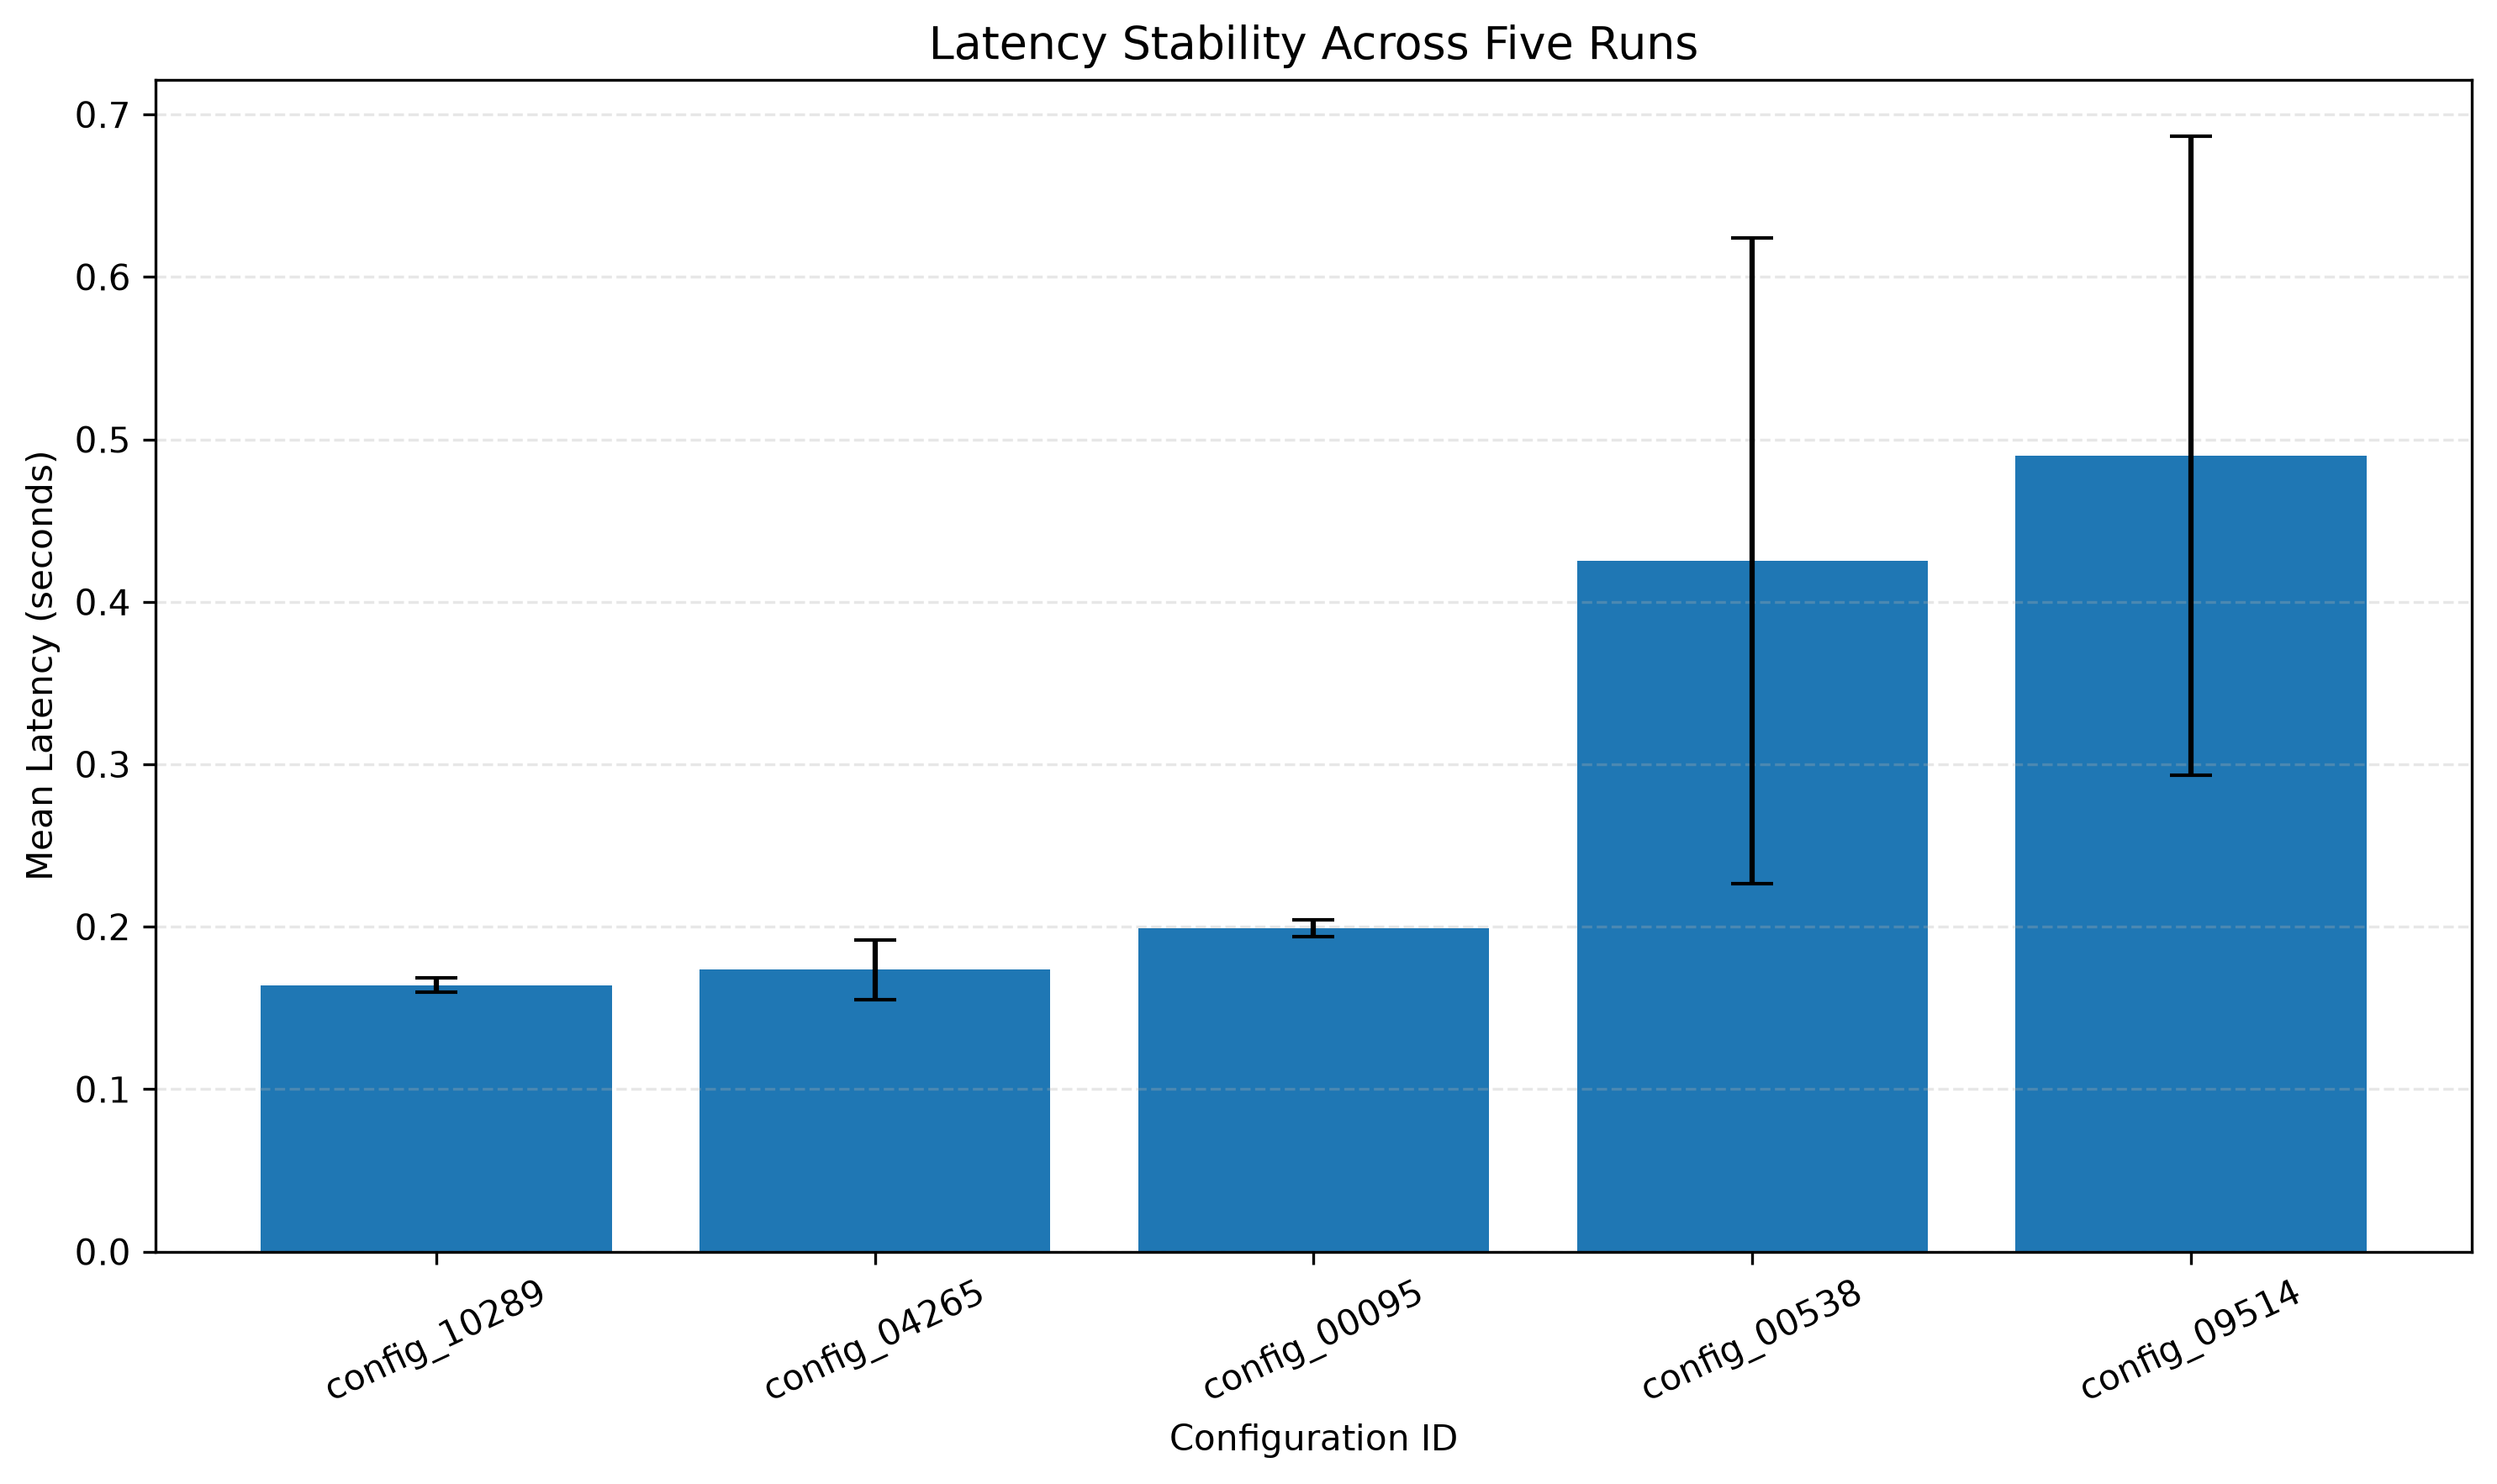 Latency Stability Across Five Runs
0.7
0.6
0.5
0.4
0.3
0.2
0.1
0.0
Mean Latency (seconds)
config_10289
config_04265
config_00095
config_00538
config_09514
Configuration ID